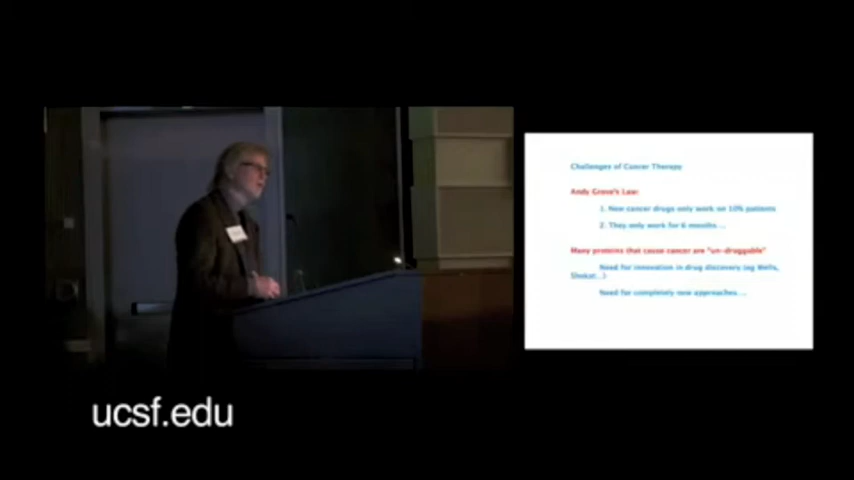 Challenges of Cancer Therapy
Andy Grove's Law:
1. New cancer drugs only work on 10% patients
2. They only work for 6 months...
Many proteins that cause cancer are "un-druggable"
Need for innovation in drug discovery (eg Wells,
Shokat...)
Need for completely new approaches...
ucsf.edu